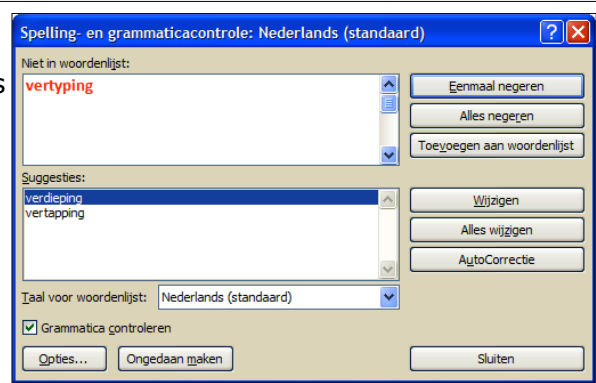 Spelling- en grammaticacontrole: Nederlands (standaard)
Niet in woordenlijst:
s
vertyping
Eenmaal negeren
Alles negeren
Toevoegen aan woordenlijst
Suggesties:
verdieping
vertapping
Wijzigen
Alles wijzigen
AutoCorrectie
Taal voor woordenlijst: Nederlands (standaard)
Grammatica controleren
Opties... Ongedaan maken Sluiten